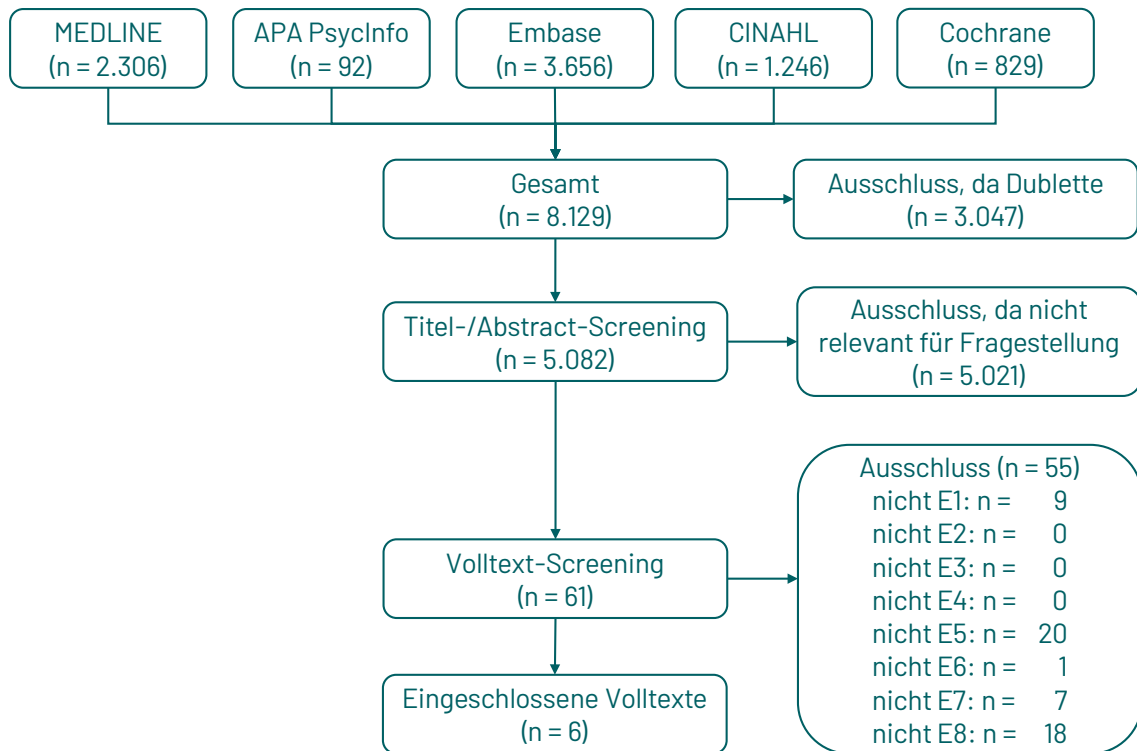 MEDLINE
(n = 2.306)
APA PsycInfo
(n = 92)
Embase
(n = 3.656)
CINAHL
(n = 1.246)
Cochrane
(n = 829)
Gesamt
(n = 8.129)
Ausschluss, da Dublette
(n = 3.047)
Titel-/Abstract-Screening
(n = 5.082)
Ausschluss, da nicht
relevant für Fragestellung
(n = 5.021)
Volltext-Screening
(n = 61)
Ausschluss (n = 55)
nicht E1: n = 9
nicht E2: n = 0
nicht E3: n = 0
nicht E4: n = 0
nicht E5: n = 20
nicht E6: n = 1
nicht E7: n = 7
nicht E8: n = 18
Eingeschlossene Volltexte
(n = 6)